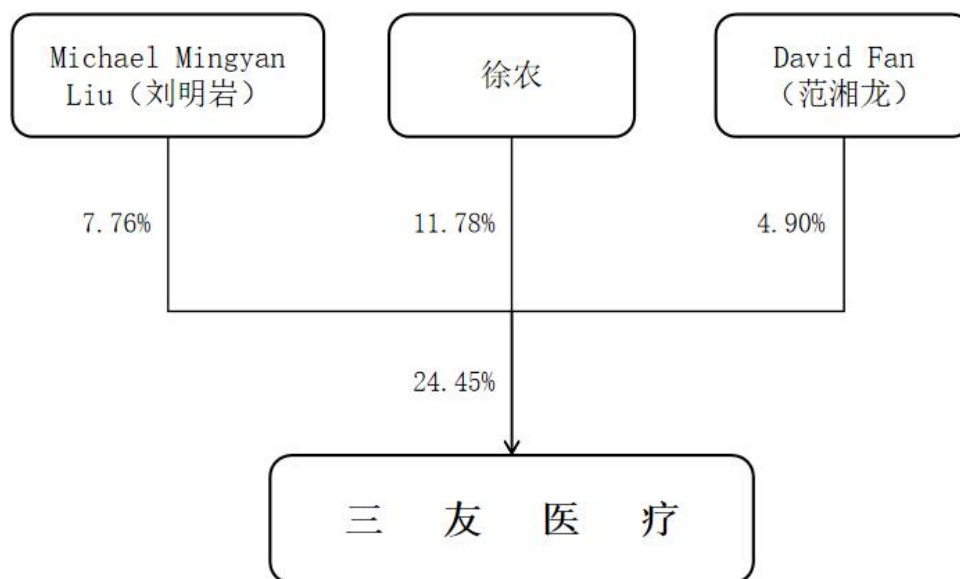 Michael Mingyan
Liu（刘明岩）
徐农
David Fan
（范湘龙）
7.76%
11.78%
4.90%
24.45%
三 友 医 疗